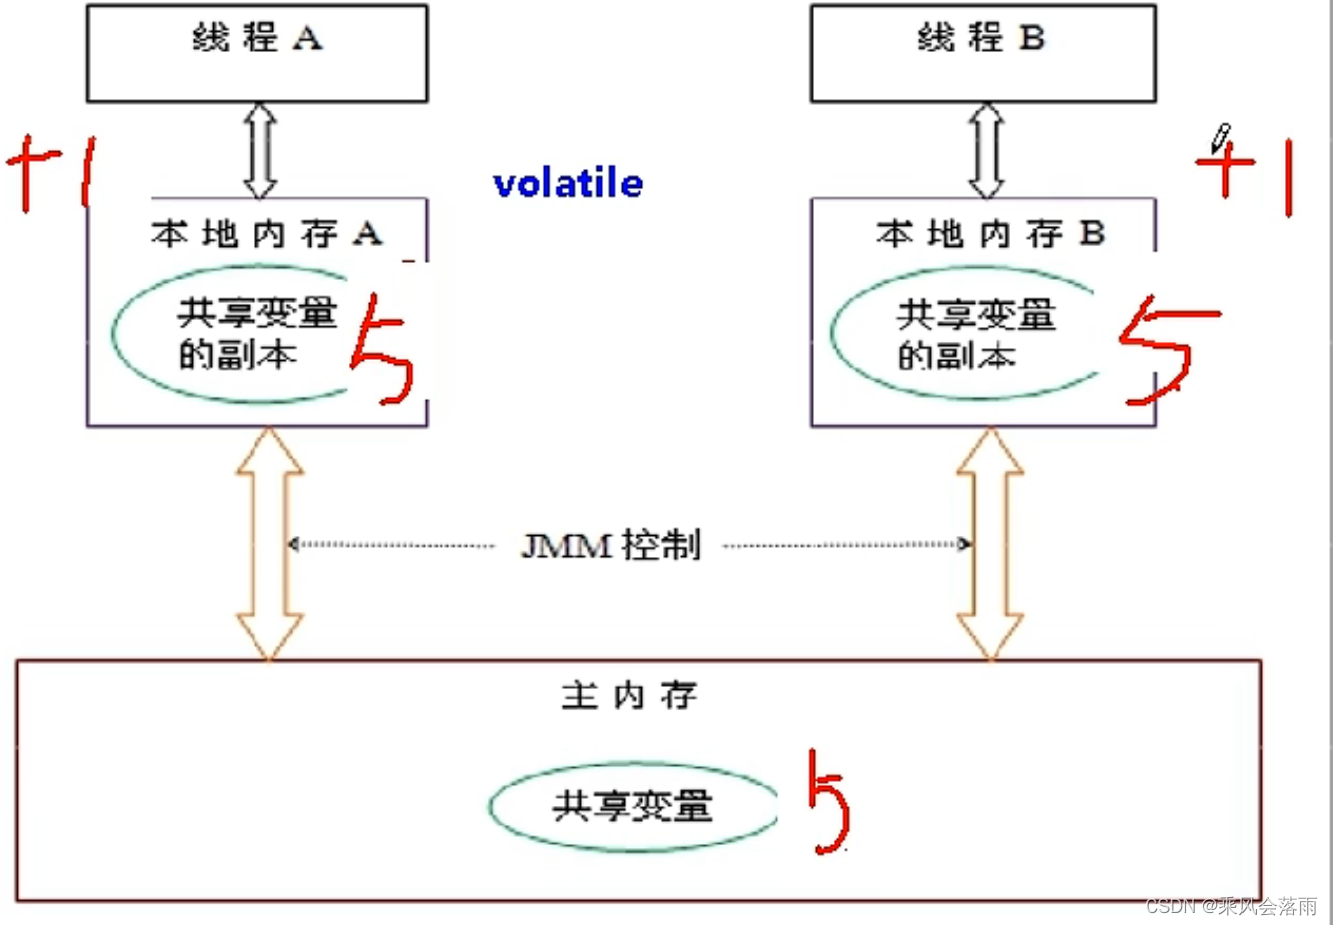 线程 A
线程 B
+1
volatile
+1
本地内存 A
本地内存 B
共享变量
的副本
5
共享变量
的副本
5
JMM 控制
主内存
共享变量
5
CSDN @乘风会落雨